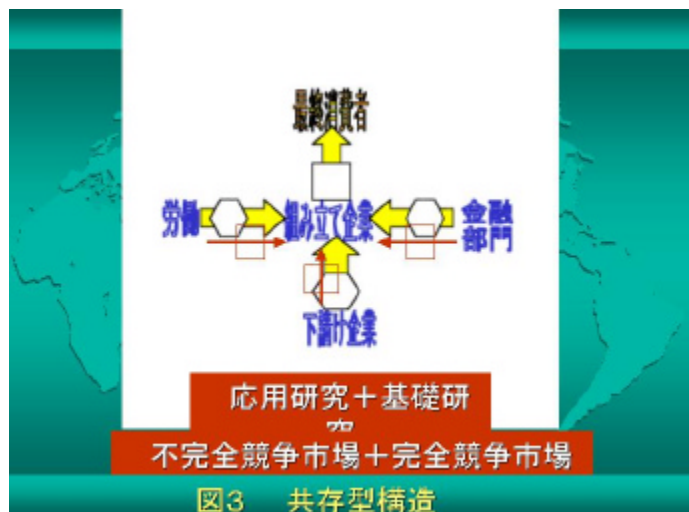 最終消費者
労働
組み立て企業
金融
部門
下請け企業
応用研究＋基礎研
究
不完全競争市場＋完全競争市場
図3　共存型構造